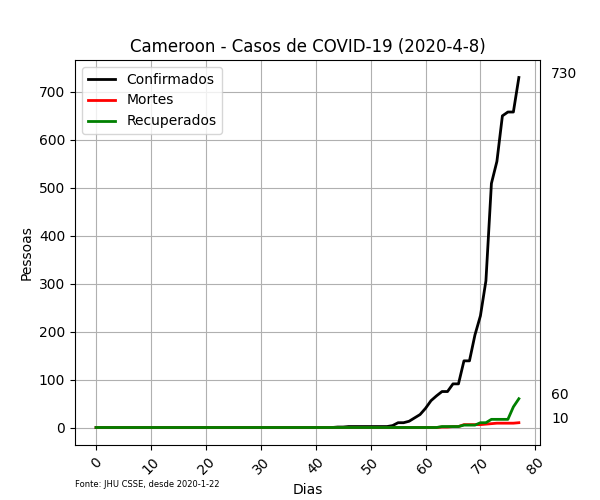 Cameroon - Casos de COVID-19 (2020-4-8)
Confirmados
Mortes
Recuperados
730
60
10
700
600
500
400
300
200
100
0
Pessoas
0
10
20
30
40
50
60
70
80
Dias
Fonte: JHU CSSE, desde 2020-1-22